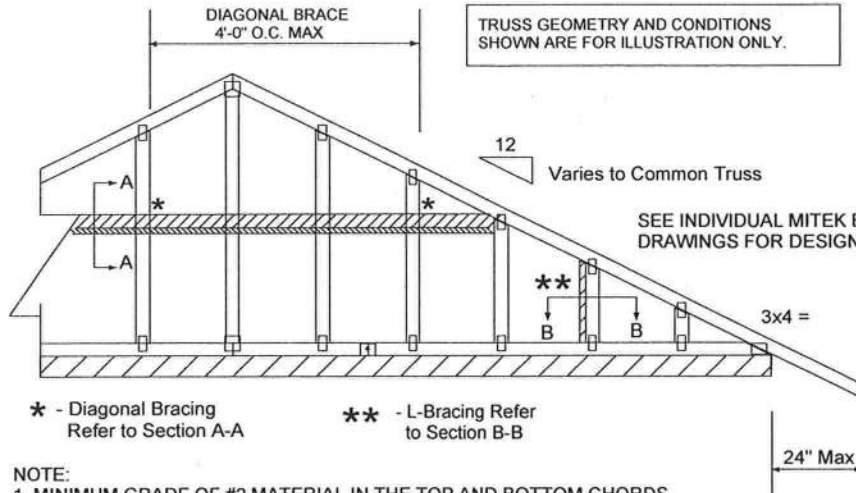 DIAGONAL BRACE
4'-0" O.C. MAX
TRUSS GEOMETRY AND CONDITIONS
SHOWN ARE FOR ILLUSTRATION ONLY.
12
Varies to Common Truss
A
*
*
SEE INDIVIDUAL MITEK E
DRAWINGS FOR DESIGN
A
**
B
B
3x4 =
* - Diagonal Bracing
Refer to Section A-A
** - L-Bracing Refer
to Section B-B
24" Max
NOTE:
1. MINIMUM GRADE OF #2 MATERIAL IN THE TOP AND BOTTOM CHORDS